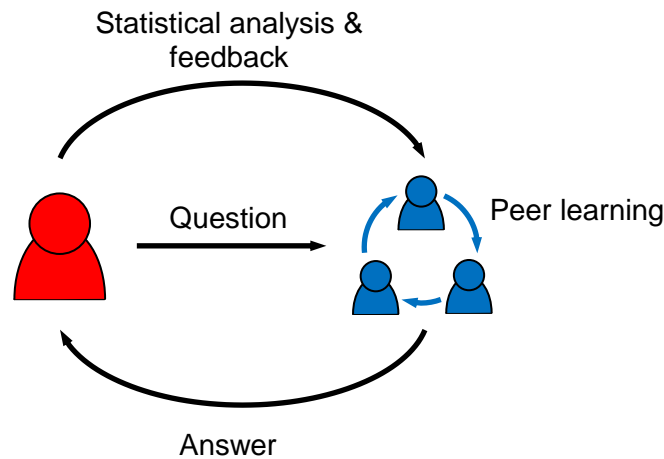 Statistical analysis &
feedback
Question
Peer learning
Answer